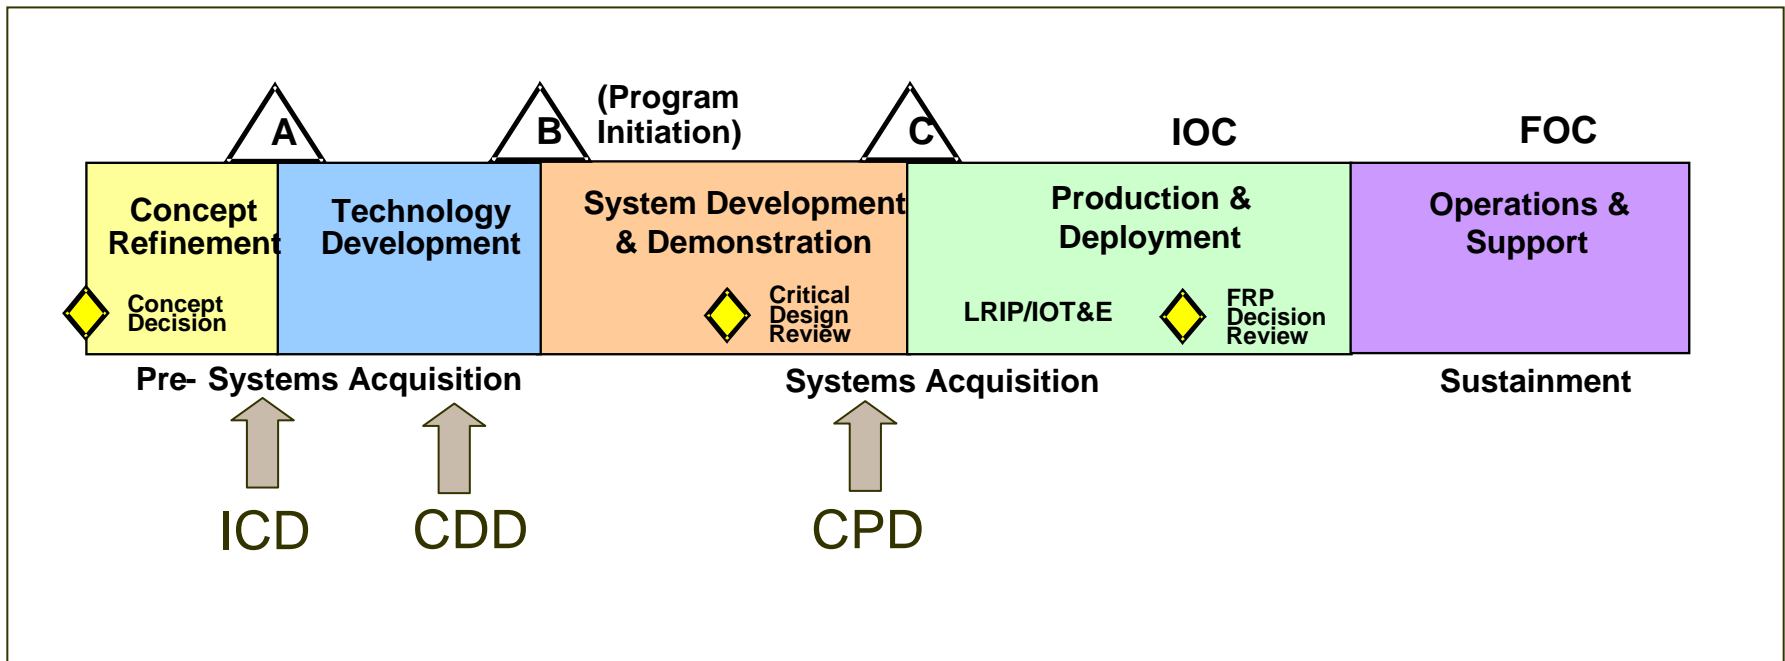 A
B
(Program
Initiation)
C
IOC
FOC
Concept
Refinement
Technology
Development
System Development
& Demonstration
Production &
Deployment
Operations &
Support
Concept
Decision
Critical
Design
Review
LRIP/IOT&E
FRP
Decision
Review
Pre- Systems Acquisition
Systems Acquisition
Sustainment
ICD
CDD
CPD